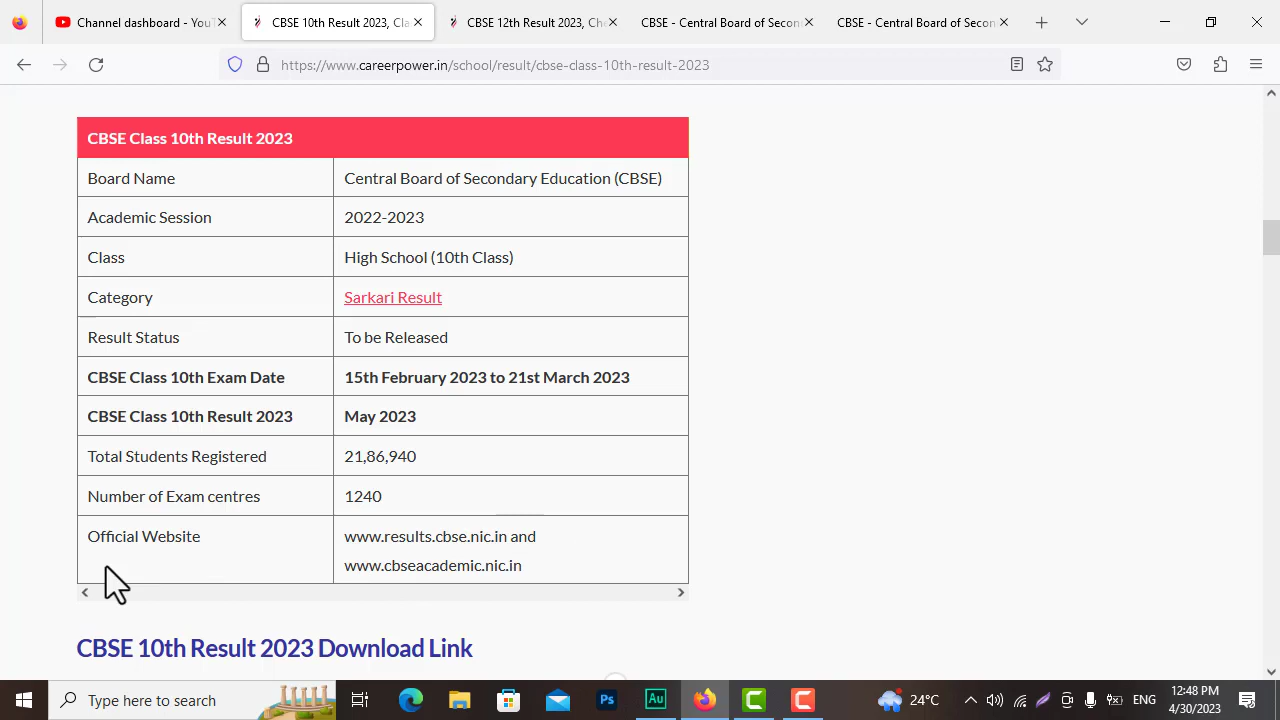 Channel dashboard - YouT
CBSE 10th Result 2023, Cla
CBSE 12th Result 2023, Che
CBSE - Central Board of Secon
CBSE - Central Board of Secon
https://www.careerpower.in/school/result/cbse-class-10th-result-2023
CBSE Class 10th Result 2023
Board Name Central Board of Secondary Education (CBSE)
Academic Session 2022-2023
Class High School (10th Class)
Category Sarkari Result
Result Status To be Released
CBSE Class 10th Exam Date 15th February 2023 to 21st March 2023
CBSE Class 10th Result 2023 May 2023
Total Students Registered 21,86,940
Number of Exam centres 1240
Official Website www.results.cbse.nic.in and
www.cbseacademic.nic.in
CBSE 10th Result 2023 Download Link
Type here to search
Ps
Au
24°C
ENG
12:48 PM
4/30/2023